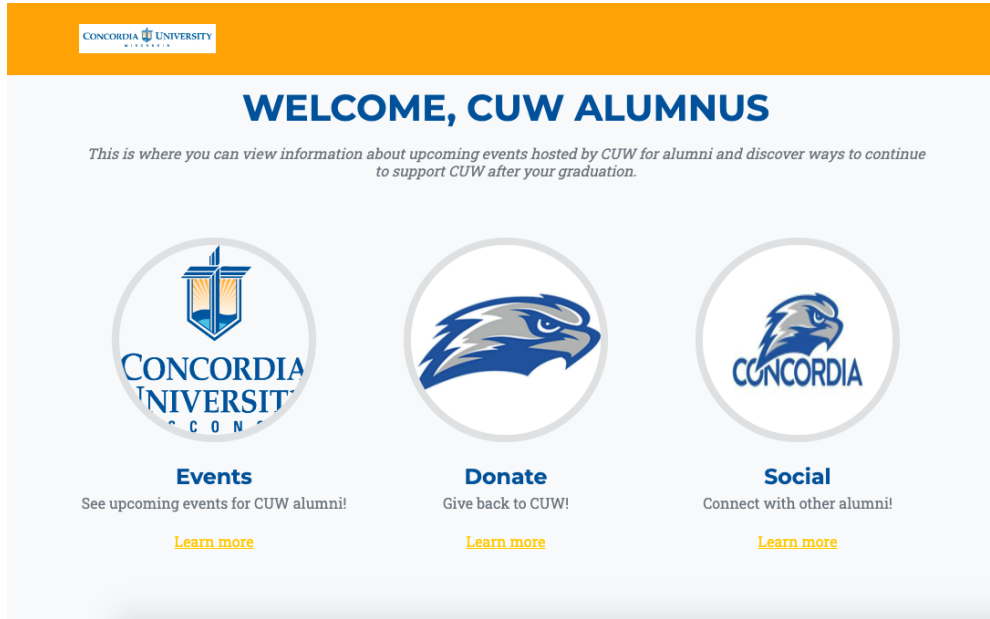 CONCORDIA UNIVERSITY
WISCONSIN
WELCOME, CUW ALUMNUS
This is where you can view information about upcoming events hosted by CUW for alumni and discover ways to continue
to support CUW after your graduation.
CONCORDIA
UNIVERSITY
SCONS
CONCORDIA
Events
Donate
Social
See upcoming events for CUW alumni!
Give back to CUW!
Connect with other alumni!
Learn more
Learn more
Learn more